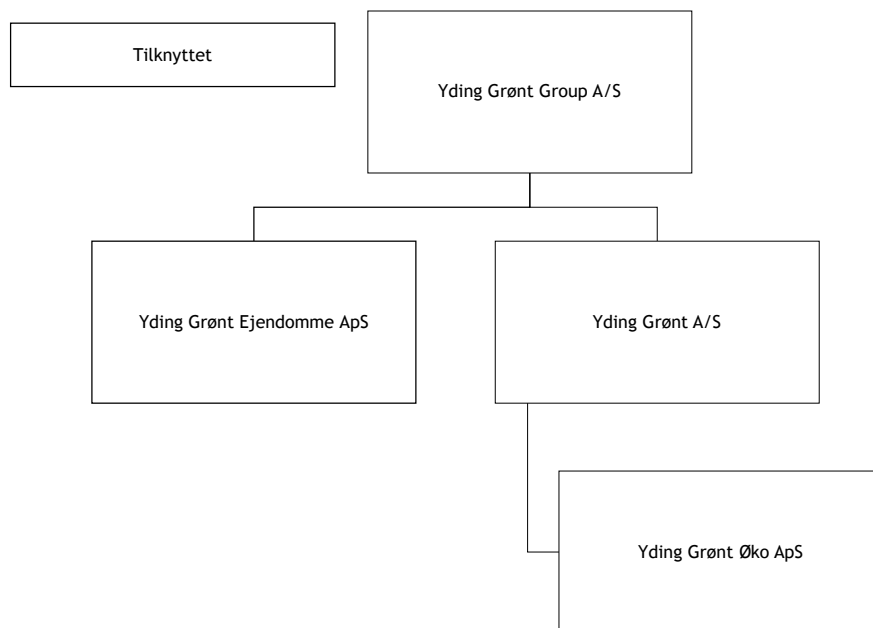 Tilknyttet
Yding Grønt Group A/S
Yding Grønt Ejendomme ApS
Yding Grønt A/S
Yding Grønt Øko ApS